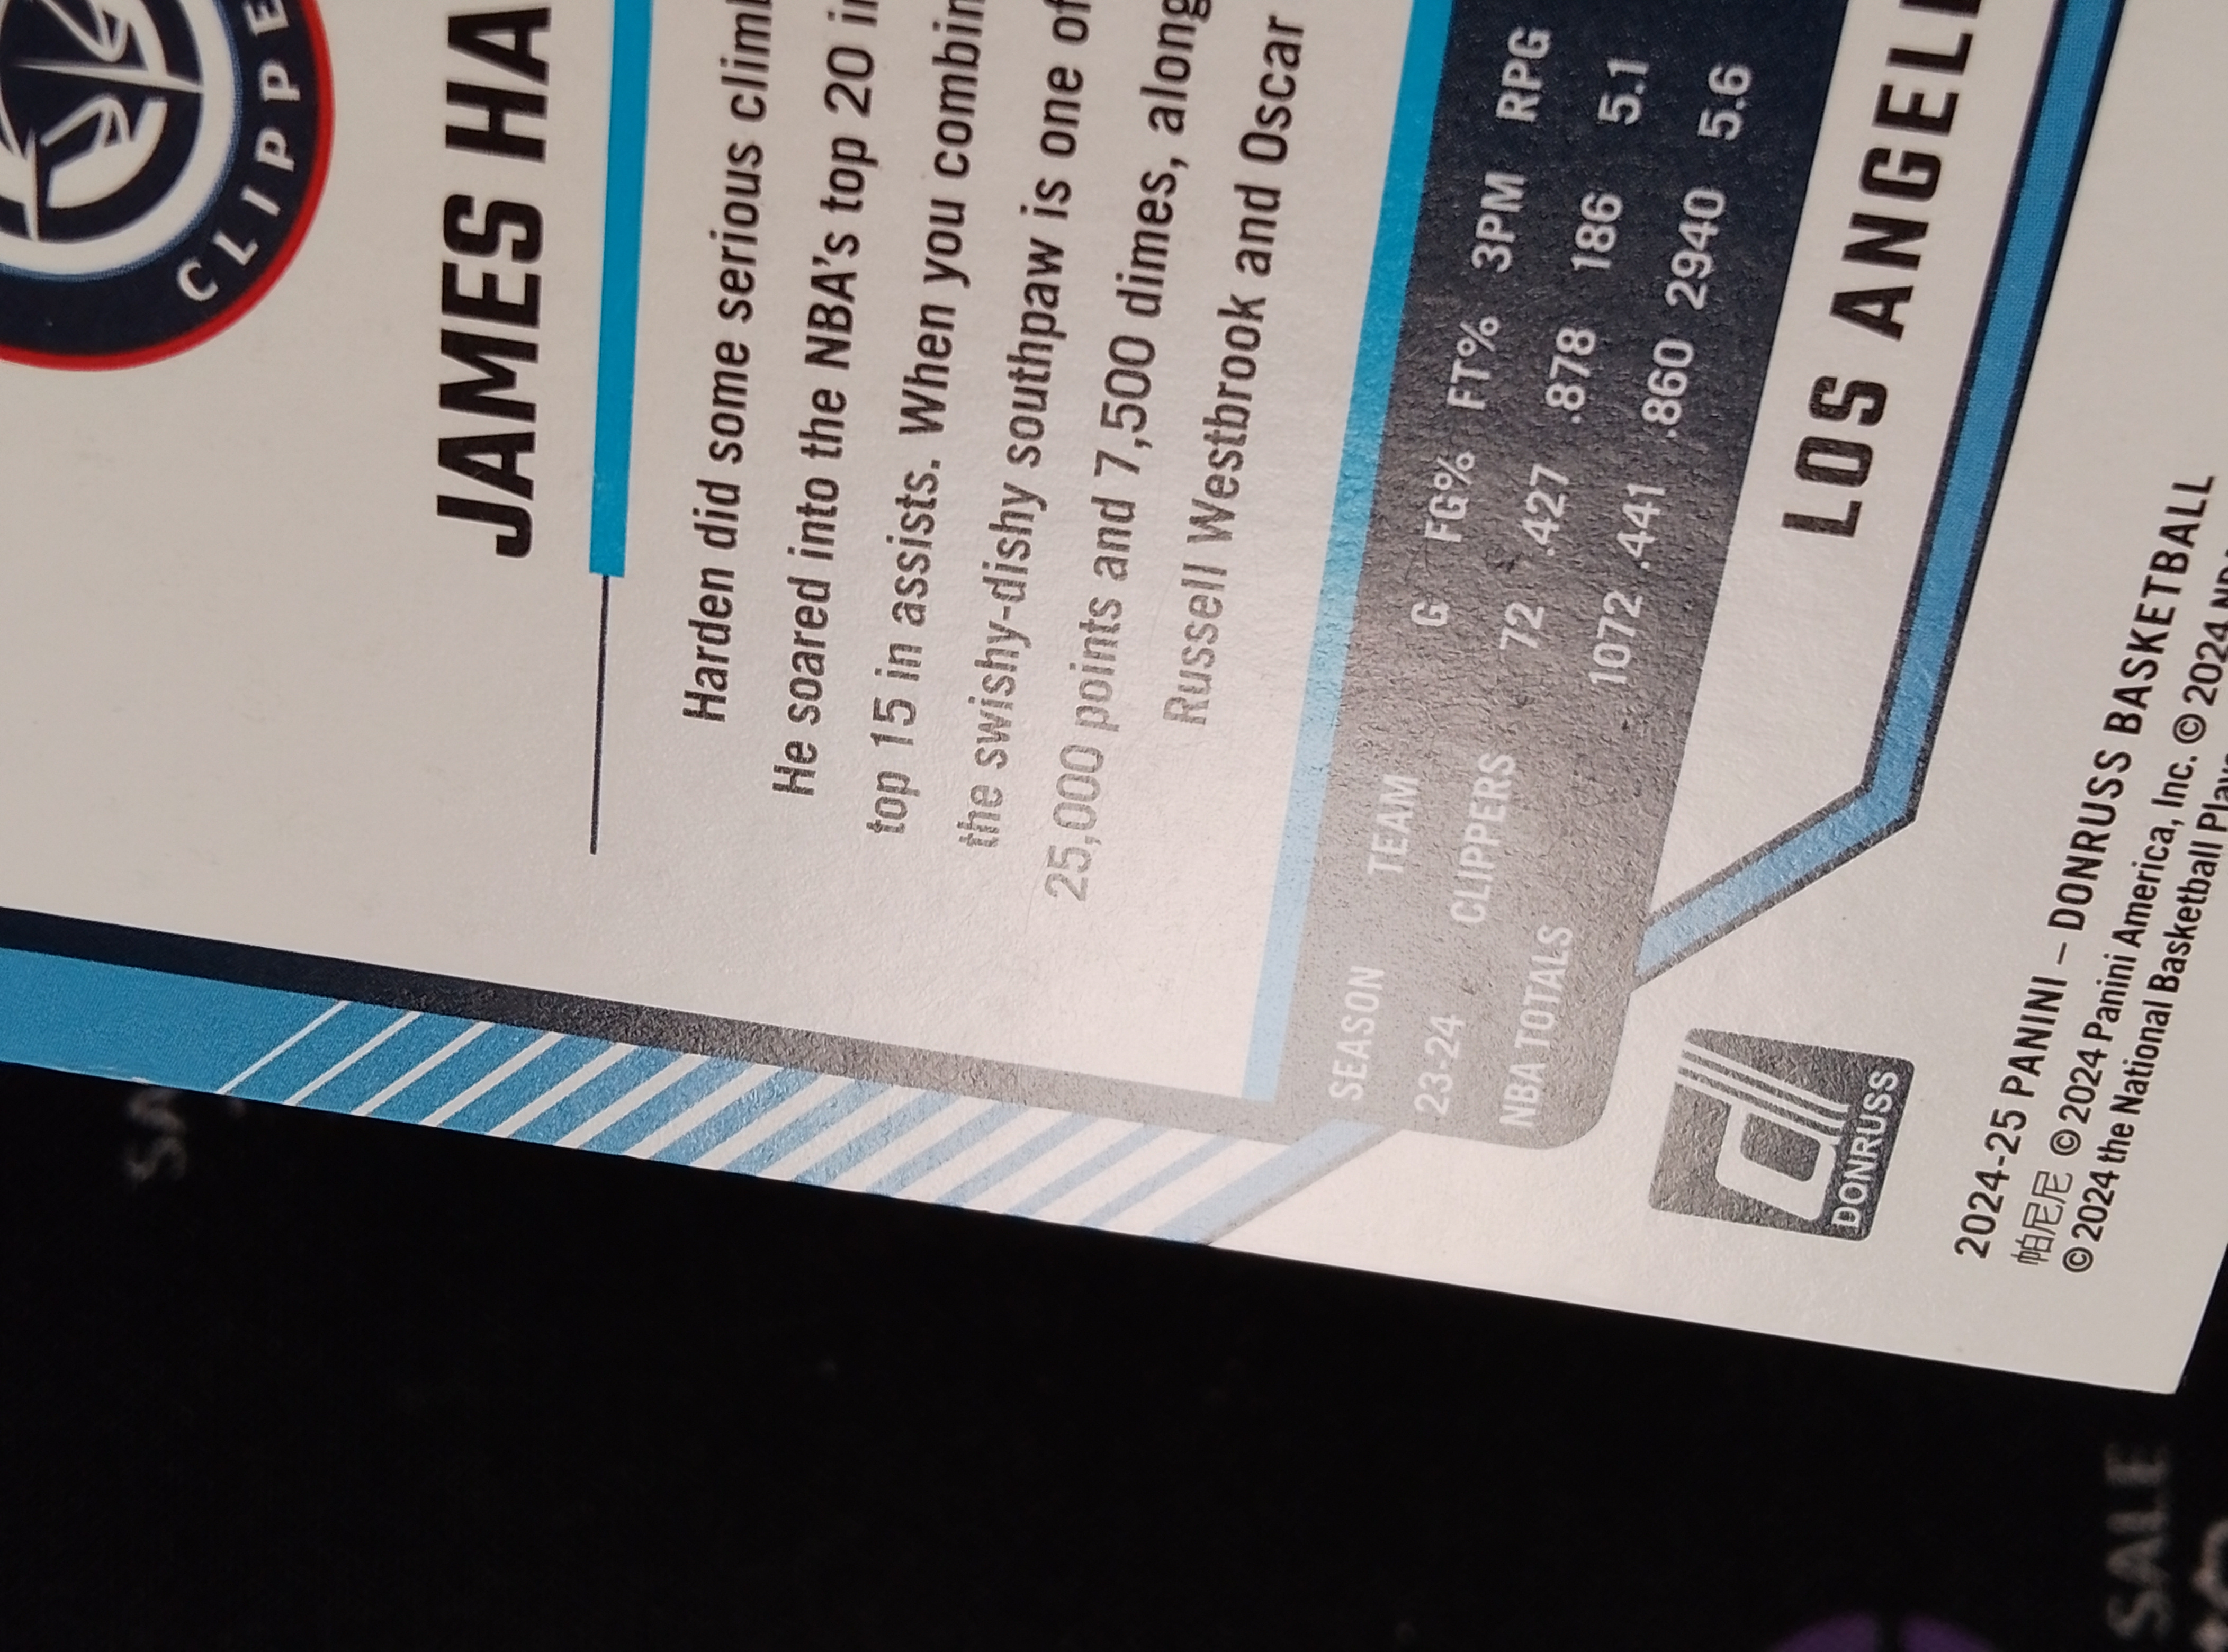 CLIPPE
JAMES HA
Harden did some serious climb
He soared into the NBA's top 20 in
top 15 in assists. When you combin
the swishy-dishy southpaw is one of
25,000 points and 7,500 dimes, along
Russell Westbrook and Oscar
SEASON TEAM G FG% FT% 3PM RPG
23-24 CLIPPERS 72 .427 .878 186 5.1
NBA TOTALS 1072 .441 .860 2940 5.6
LOS ANGEL
DONRUSS
2024-25 PANINI – DONRUSS BASKETBALL
帕尼尼 © 2024 Panini America, Inc. © 2024
© 2024 the National Basketball Play
SA
SALE